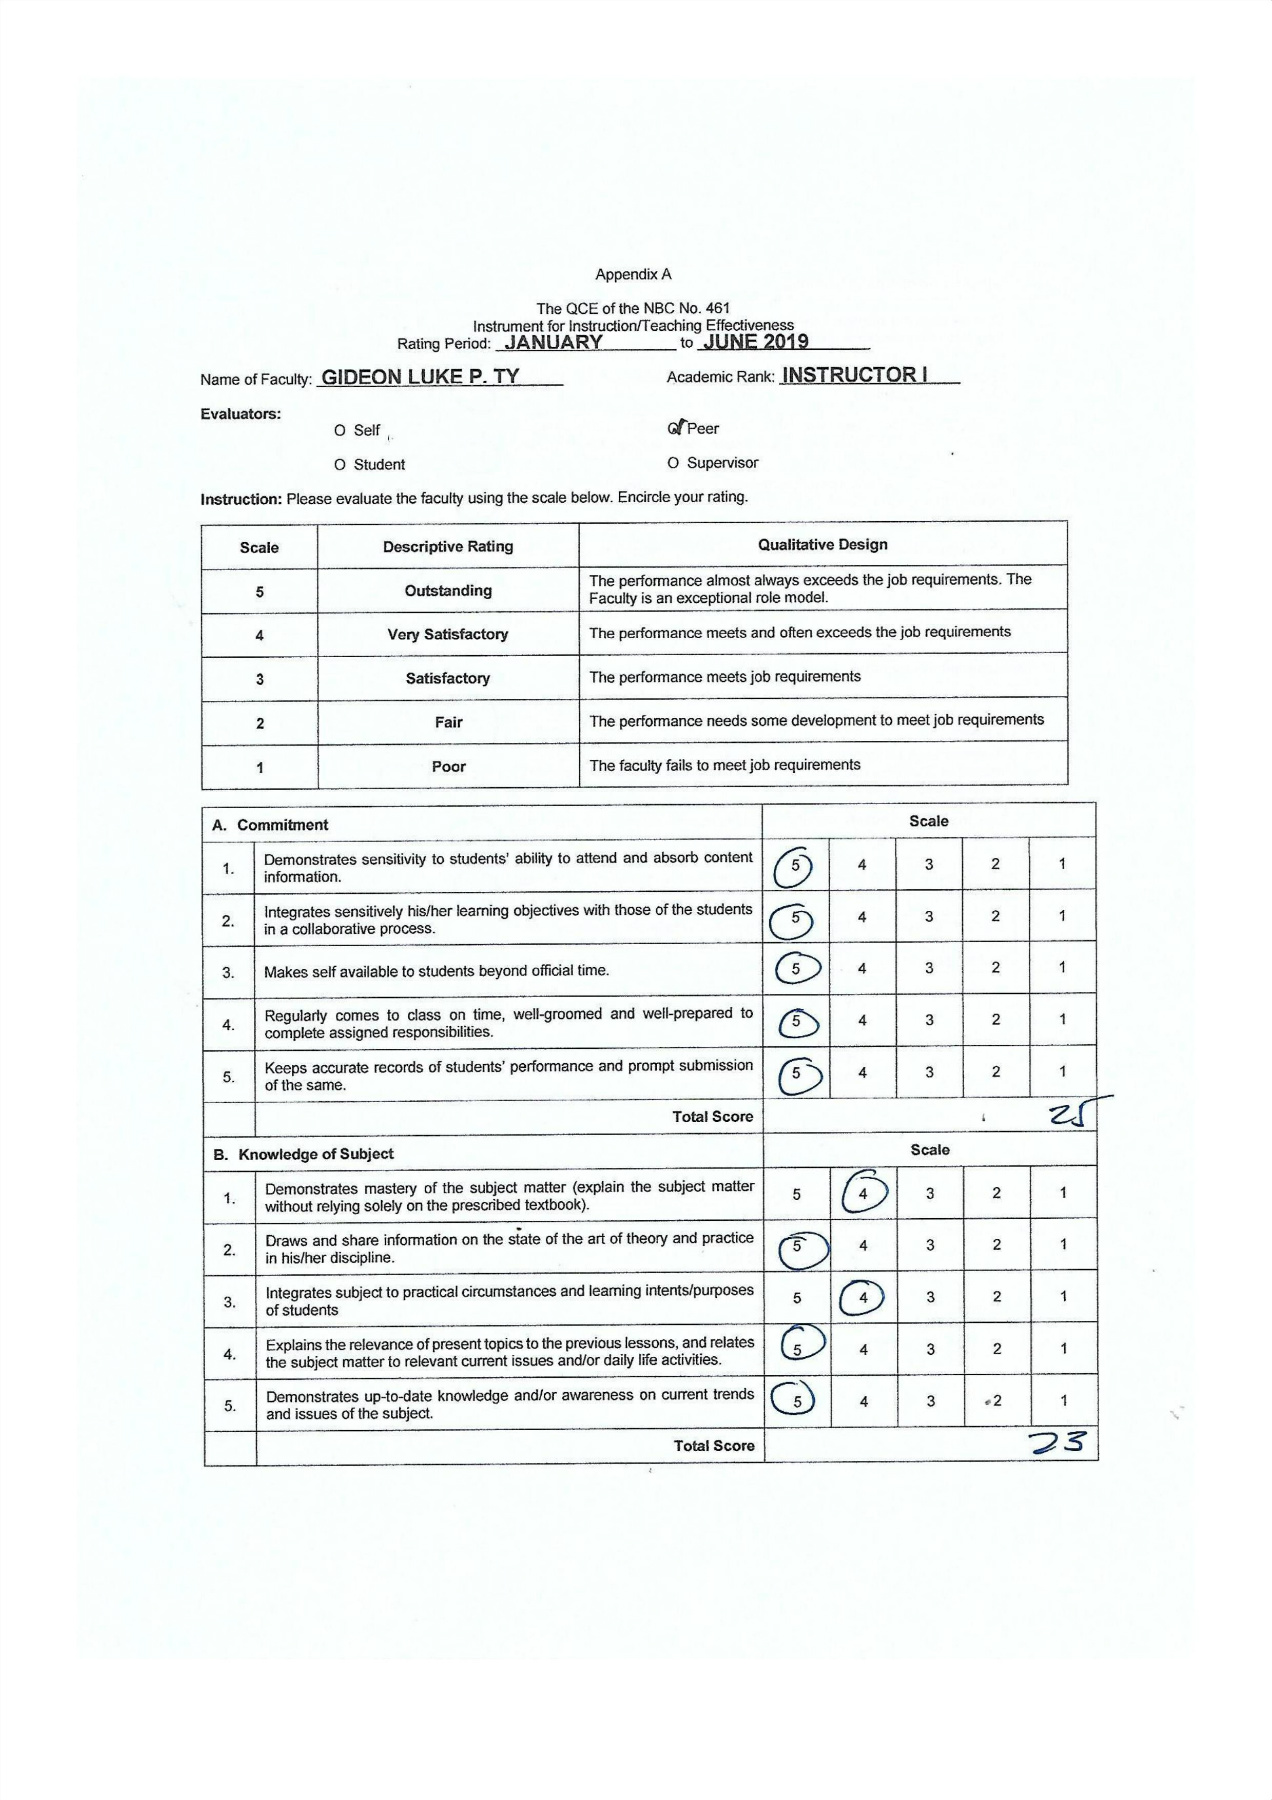 Appendix A
The QCE of the NBC No. 461
Instrument for Instruction/Teaching Effectiveness
Rating Period: JANUARY to JUNE 2019
Name of Faculty: GIDEON LUKE P. TY Academic Rank: INSTRUCTOR I
Evaluators:
O Self O Peer
O Student O Supervisor
Instruction: Please evaluate the faculty using the scale below. Encircle your rating.
Scale Descriptive Rating Qualitative Design
5 Outstanding The performance almost always exceeds the job requirements. The
Faculty is an exceptional role model.
4 Very Satisfactory The performance meets and often exceeds the job requirements
3 Satisfactory The performance meets job requirements
2 Fair The performance needs some development to meet job requirements
1 Poor The faculty fails to meet job requirements
A. Commitment Scale
1. Demonstrates sensitivity to students' ability to attend and absorb content
information. 5 4 3 2 1
2. Integrates sensitively his/her learning objectives with those of the students
in a collaborative process. 5 4 3 2 1
3. Makes self available to students beyond official time. 5 4 3 2 1
4. Regularly comes to class on time, well-groomed and well-prepared to
complete assigned responsibilities. 5 4 3 2 1
5. Keeps accurate records of students' performance and prompt submission
of the same. 5 4 3 2 1
Total Score 25
B. Knowledge of Subject Scale
1. Demonstrates mastery of the subject matter (explain the subject matter
without relying solely on the prescribed textbook). 5 4 3 2 1
2. Draws and share information on the state of the art of theory and practice
in his/her discipline. 5 4 3 2 1
3. Integrates subject to practical circumstances and learning intents/purposes
of students 5 4 3 2 1
4. Explains the relevance of present topics to the previous lessons, and relates
the subject matter to relevant current issues and/or daily life activities. 5 4 3 2 1
5. Demonstrates up-to-date knowledge and/or awareness on current trends
and issues of the subject. 5 4 3 2 1
Total Score 23